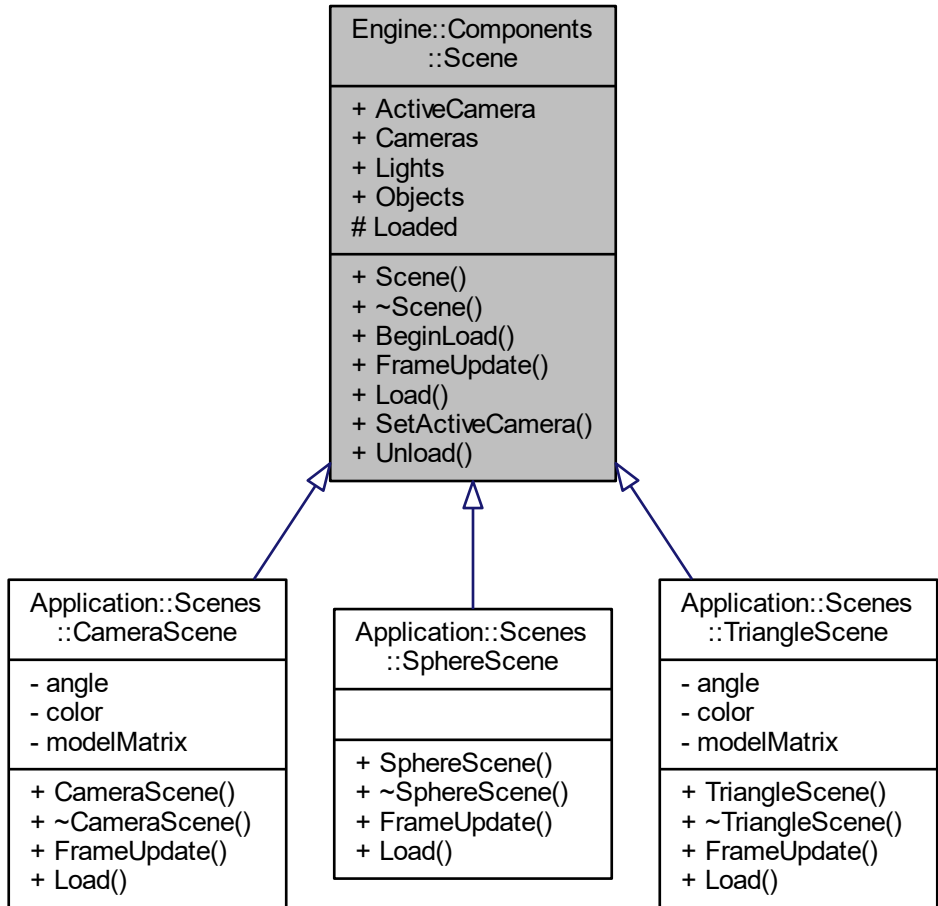 Engine::Components
::Scene
+ ActiveCamera
+ Cameras
+ Lights
+ Objects
# Loaded
+ Scene()
+ ~Scene()
+ BeginLoad()
+ FrameUpdate()
+ Load()
+ SetActiveCamera()
+ Unload()
Application::Scenes
::CameraScene
- angle
- color
- modelMatrix
+ CameraScene()
+ ~CameraScene()
+ FrameUpdate()
+ Load()
Application::Scenes
::SphereScene
+ SphereScene()
+ ~SphereScene()
+ FrameUpdate()
+ Load()
Application::Scenes
::TriangleScene
- angle
- color
- modelMatrix
+ TriangleScene()
+ ~TriangleScene()
+ FrameUpdate()
+ Load()